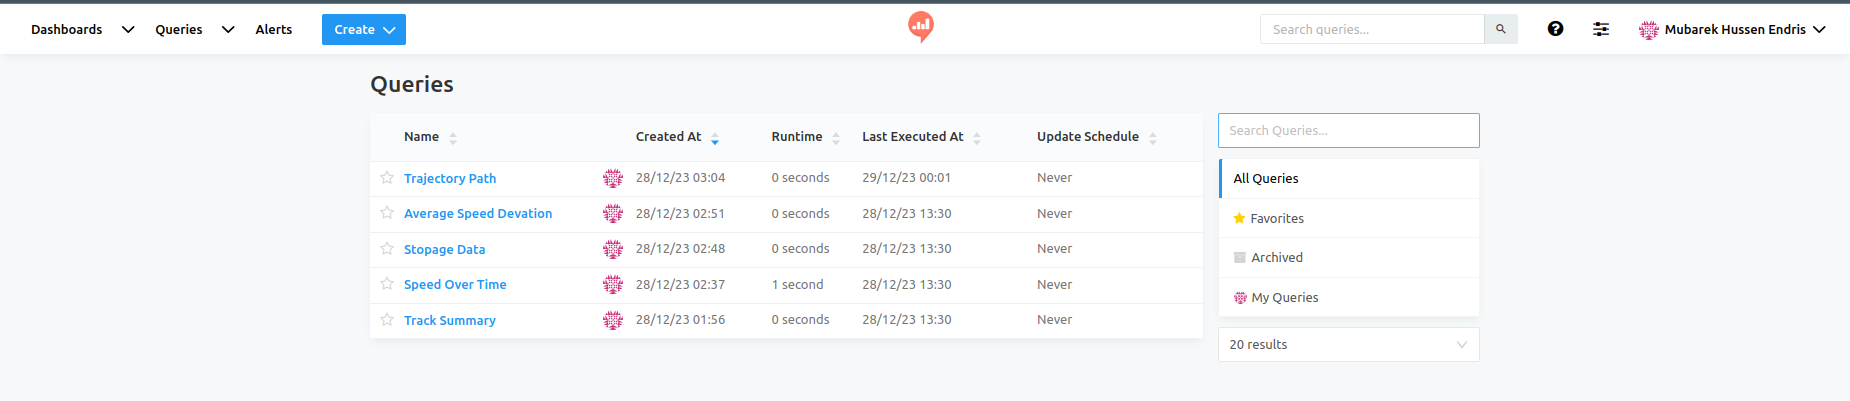 Dashboards Queries Alerts Create Search queries... Mubarek Hussen Endris
Queries
Name Created At Runtime Last Executed At Update Schedule
Trajectory Path 28/12/23 03:04 0 seconds 29/12/23 00:01 Never
Average Speed Devation 28/12/23 02:51 0 seconds 28/12/23 13:30 Never
Stopage Data 28/12/23 02:48 0 seconds 28/12/23 13:30 Never
Speed Over Time 28/12/23 02:37 1 second 28/12/23 13:30 Never
Track Summary 28/12/23 01:56 0 seconds 28/12/23 13:30 Never
Search Queries...
All Queries
Favorites
Archived
My Queries
20 results